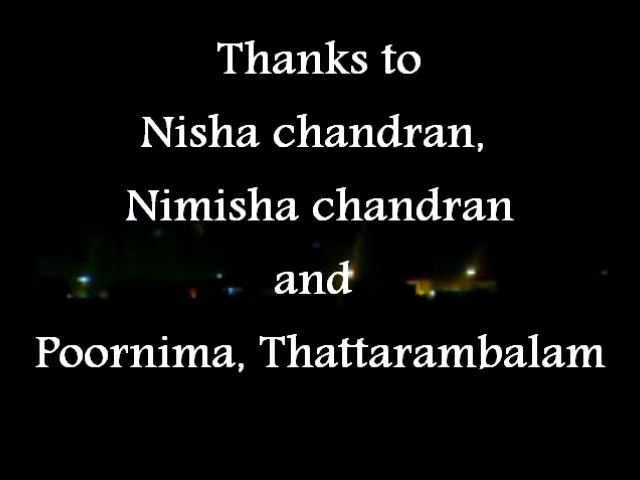 Thanks to
Nisha chandran,
Nimisha chandran
and
Poornima, Thattarambalam